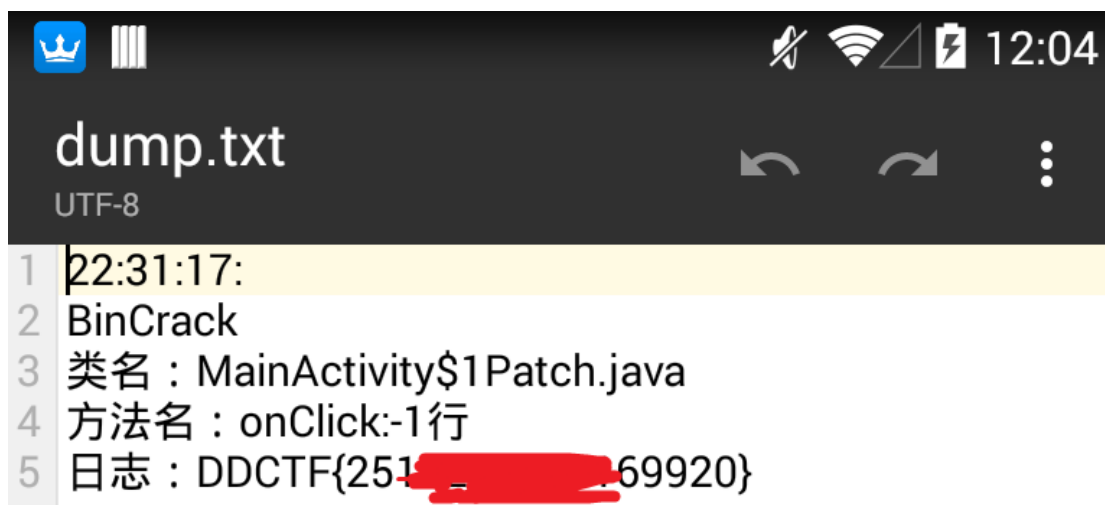 12:04
dump.txt
UTF-8
1 22:31:17:
2 BinCrack
3 类名：MainActivity$1Patch.java
4 方法名：onClick:-1行
5 日志：DDCTF{25 69920}